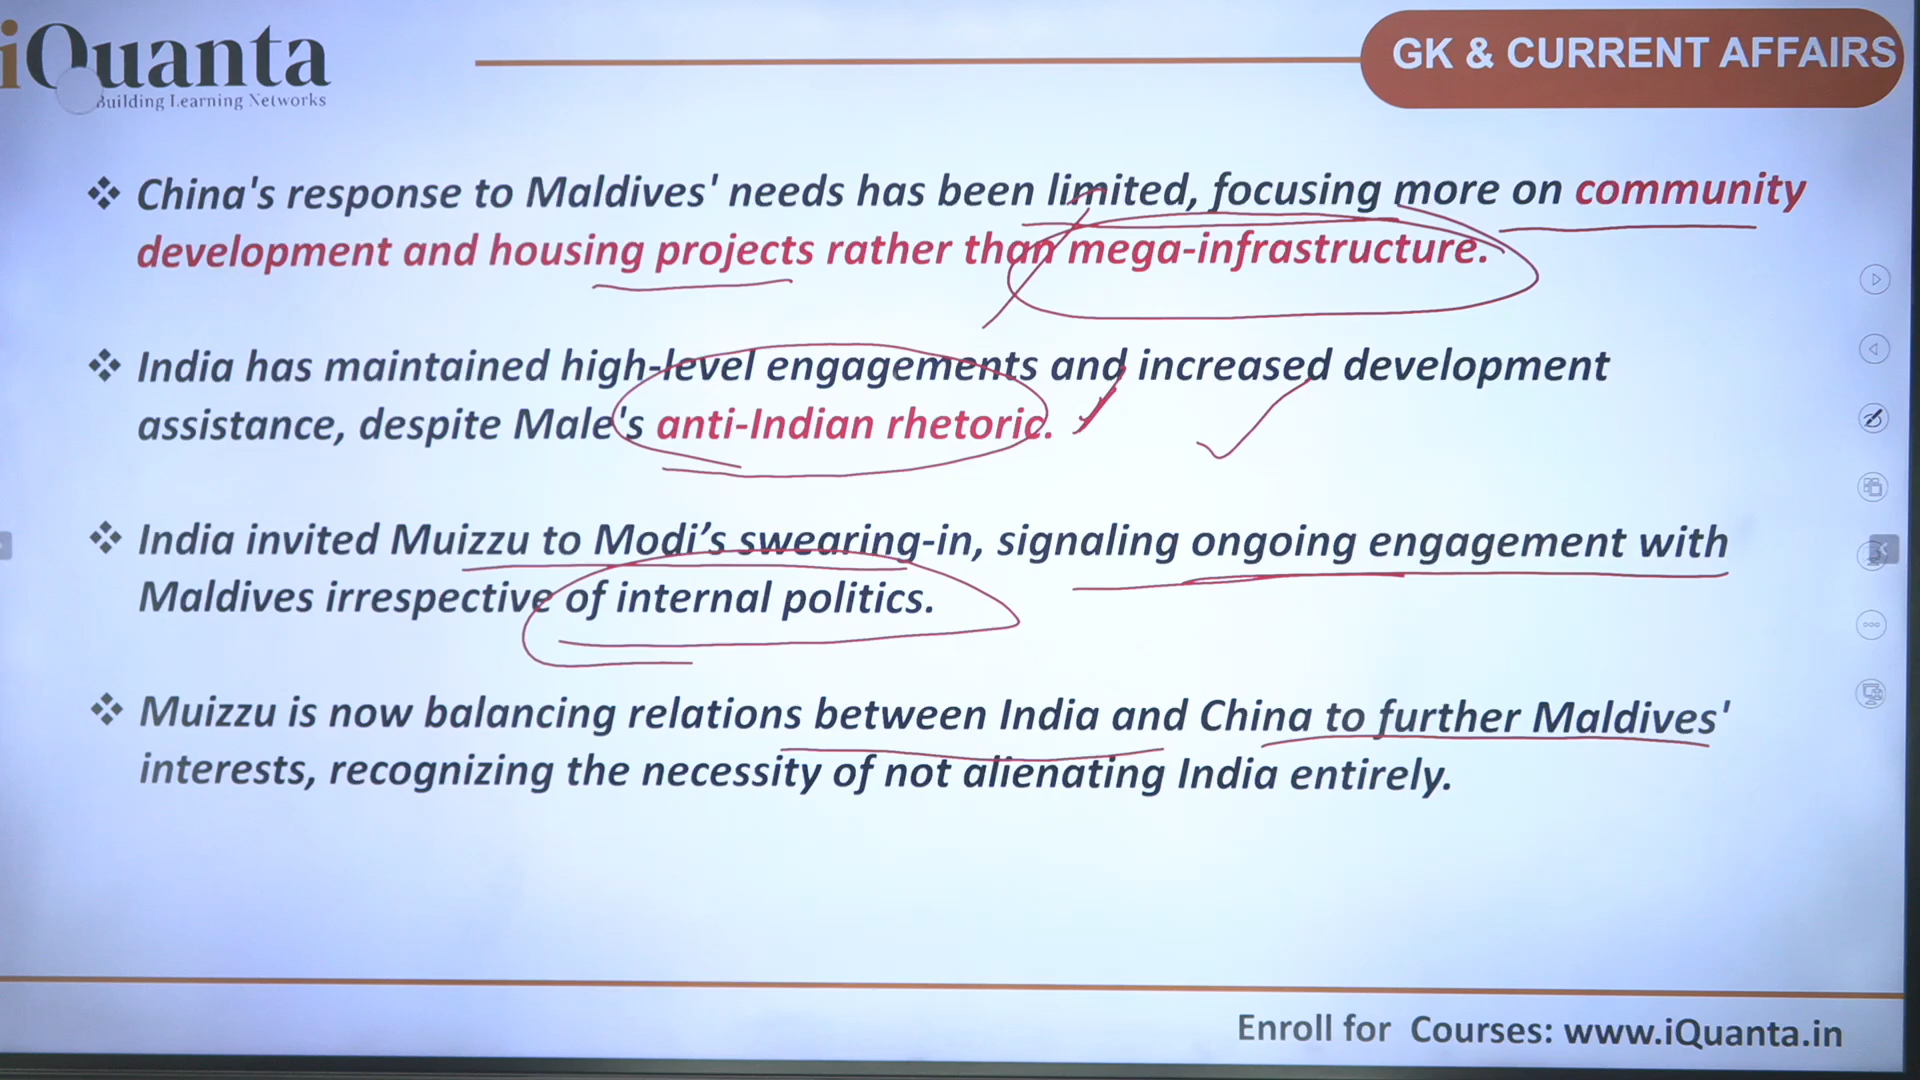 iQuanta
Building Learning Networks
GK & CURRENT AFFAIRS
❖ China's response to Maldives' needs has been limited, focusing more on community
development and housing projects rather than mega-infrastructure.
❖ India has maintained high-level engagements and increased development
assistance, despite Male's anti-Indian rhetoric.
❖ India invited Muizzu to Modi’s swearing-in, signaling ongoing engagement with
Maldives irrespective of internal politics.
❖ Muizzu is now balancing relations between India and China to further Maldives'
interests, recognizing the necessity of not alienating India entirely.
Enroll for Courses: www.iQuanta.in